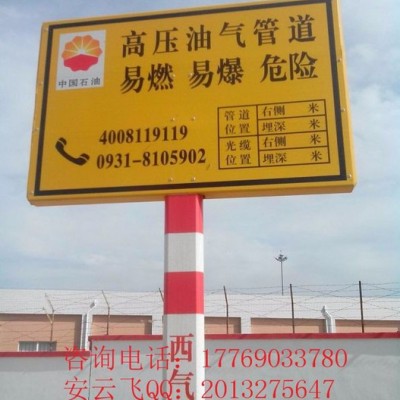 高压油气管道
易燃 易爆 危险
中国石油
4008119119
0931-8105902
管道 右侧 米
位置 埋深 米
光缆 右侧 米
位置 埋深 米
西气
咨询电话：17769033780
安云飞QQ：2013275647